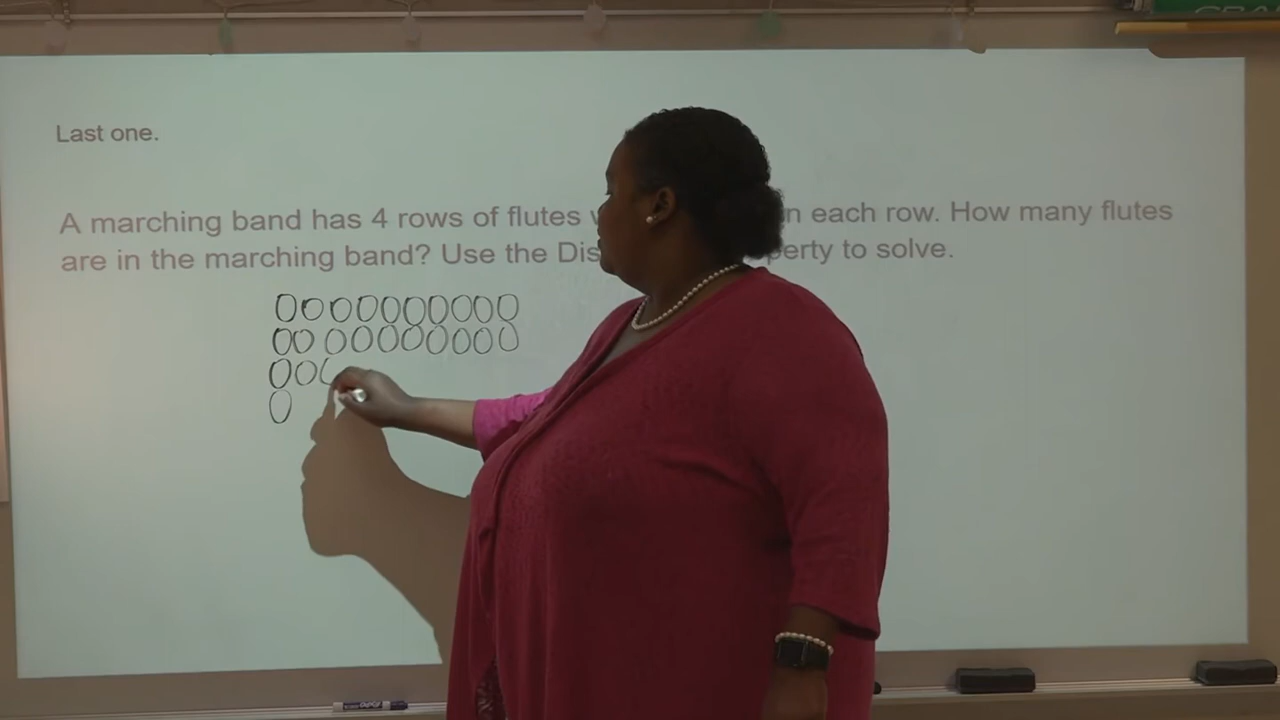 Last one.
A marching band has 4 rows of flutes n each row. How many flutes
are in the marching band? Use the Dis perty to solve.